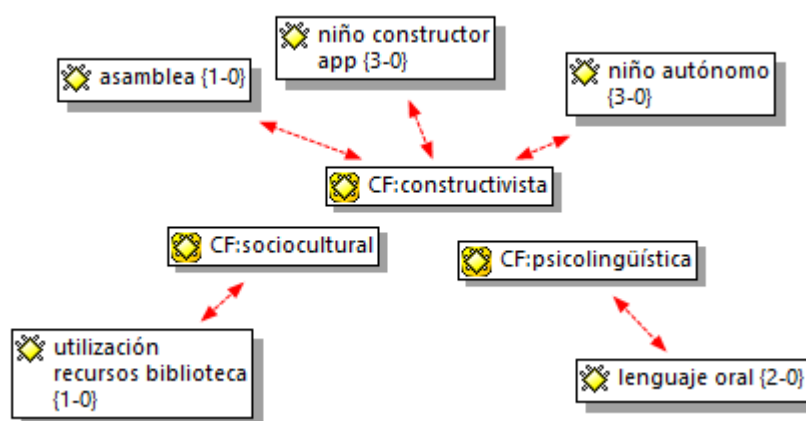 niño constructor
app {3-0}
asamblea {1-0}
niño autónomo
{3-0}
CF:constructivista
CF:sociocultural
CF:psicolingüística
utilización
recursos biblioteca
{1-0}
lenguaje oral {2-0}